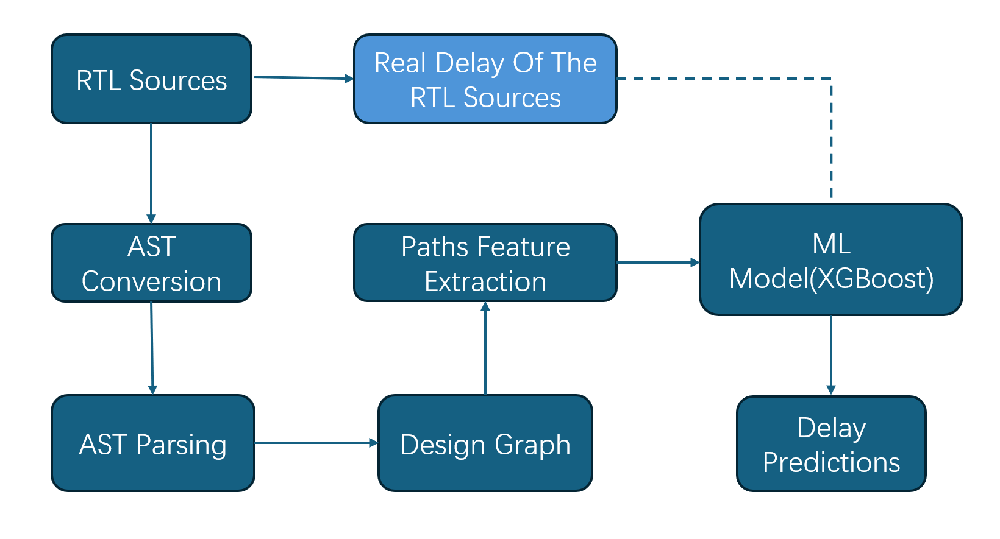 RTL Sources
Real Delay Of The
RTL Sources
AST
Conversion
Paths Feature
Extraction
ML
Model(XGBoost)
AST Parsing
Design Graph
Delay
Predictions